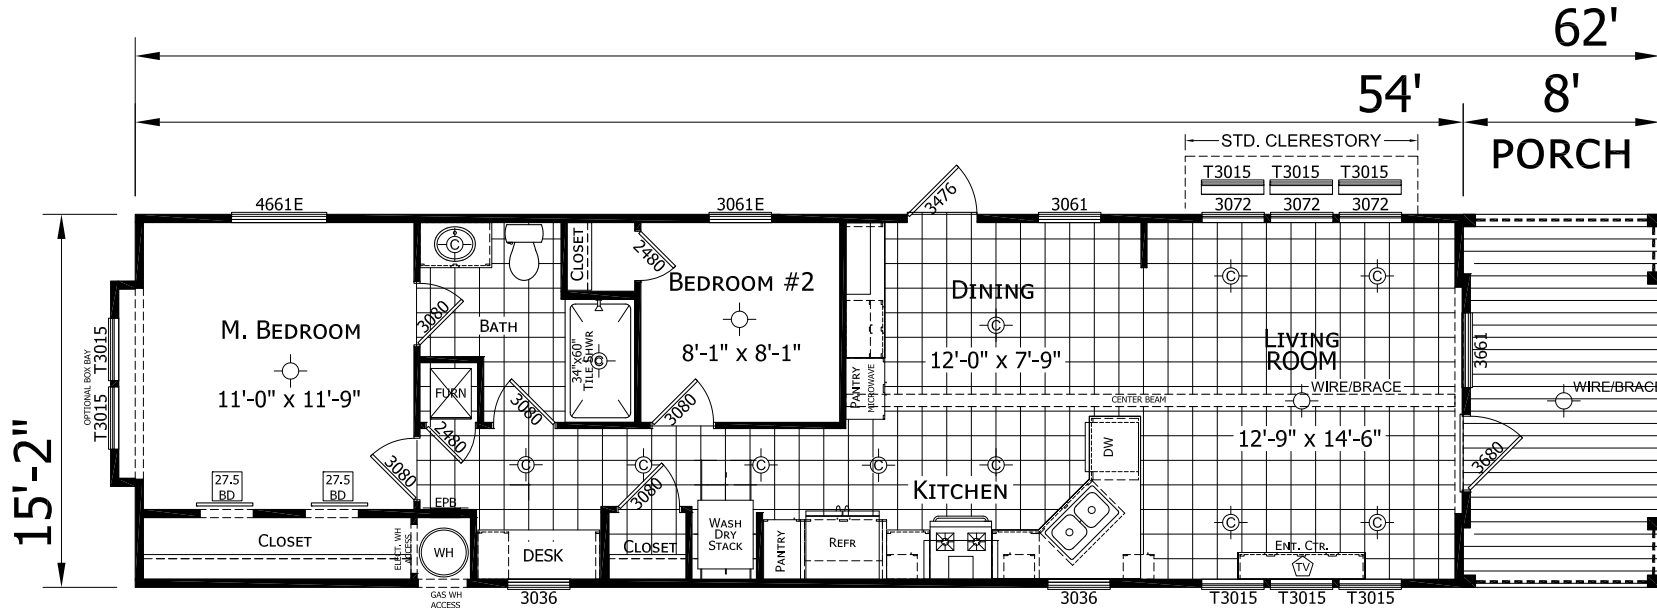 62'
54'
8'
PORCH
STD. CLERESTORY
T3015 T3015 T3015
3476
4661E
3061E
3061
3072 3072 3072
CLOSET
2480
BEDROOM #2
8'-1" x 8'-1"
3080
DINING
12'-0" x 7'-9"
PANTRY
MICROWAVE
CENTER BEAM
LIVING
ROOM
12'-9" x 14'-6"
WIRE/BRACE
3661
WIRE/BRACE
3680
15'-2"
OPTIONAL BOX BAY
T3015 T3015
M. BEDROOM
11'-0" x 11'-9"
27.5
BD
27.5
BD
3080
C
BATH
3080
34"x60"
TILE SHWR
C
FURN
2480
3080
C
C
C
C
C
C
C
C
C
C
EPB
CLOSET
ELECT. WH
ACCESS
WH
GAS WH
ACCESS
DESK
3036
3080
CLOSET
WASH
DRY
STACK
PANTRY
REFR
KITCHEN
DW
3036
ENT. CTR.
TV
T3015 T3015 T3015